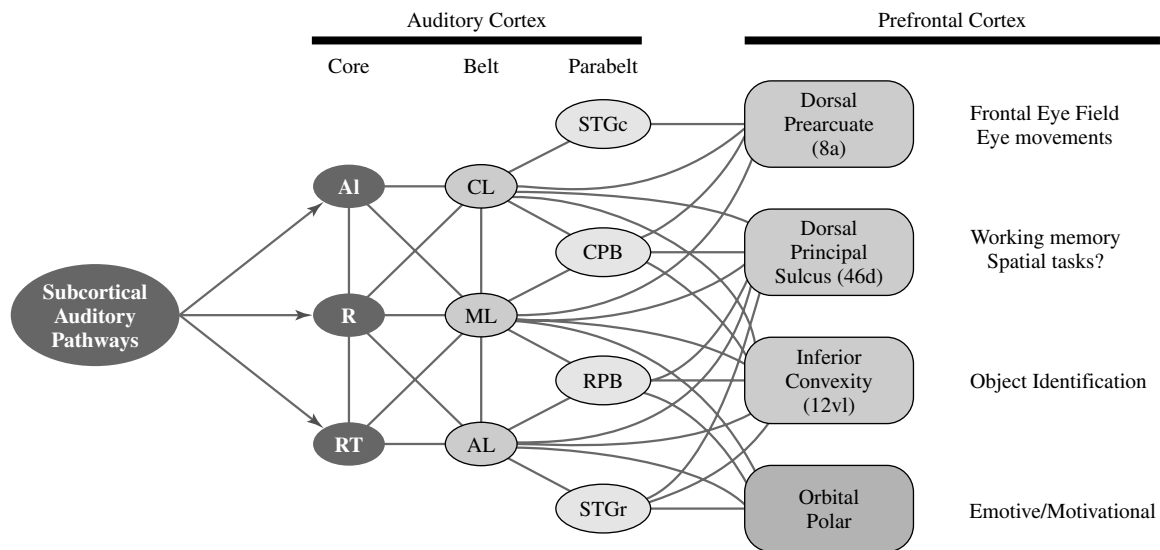 Auditory Cortex
Prefrontal Cortex
Core
Belt
Parabelt
STGc
Dorsal
Prearcuate
(8a)
Frontal Eye Field
Eye movements
Al
CL
CPB
Dorsal
Principal
Sulcus (46d)
Working memory
Spatial tasks?
Subcortical
Auditory
Pathways
R
ML
RPB
Inferior
Convexity
(12vl)
Object Identification
RT
AL
STGr
Orbital
Polar
Emotive/Motivational